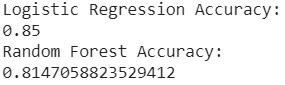 Logistic Regression Accuracy:
0.85
Random Forest Accuracy:
0.8147058823529412